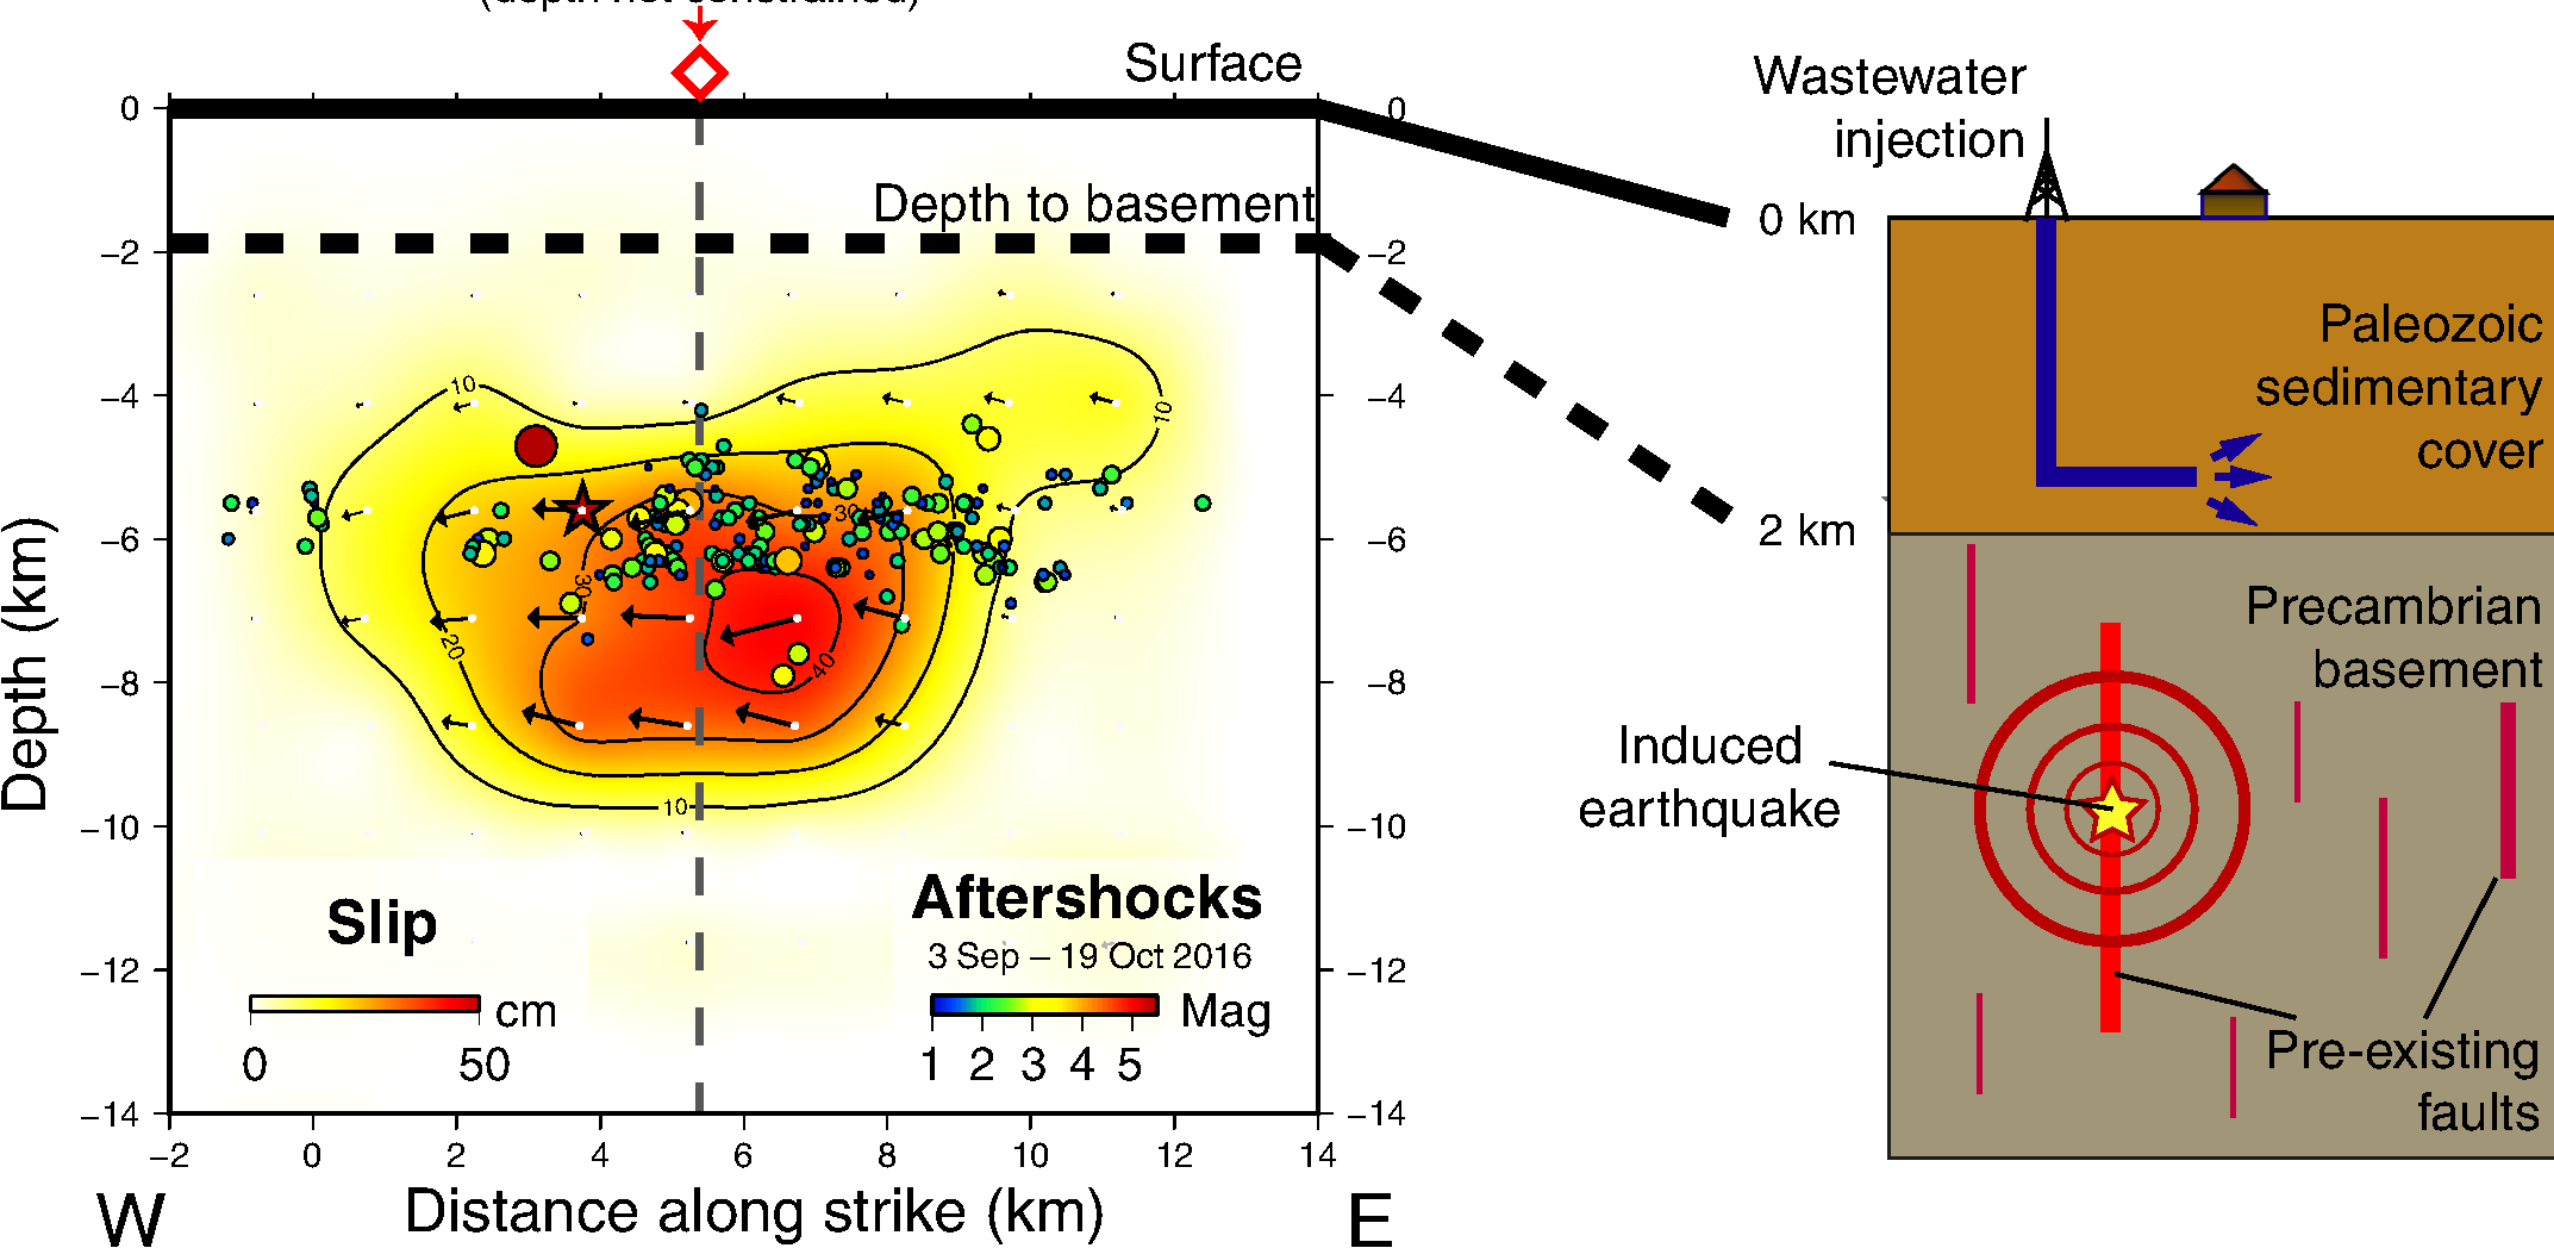 (depth not constrained)
Surface
Depth to basement
0
−2
−4
−6
−8
−10
−12
−14
Depth (km)
0
−2
−4
−6
−8
−10
−12
−14
10
10
30
30
20
40
10
Slip
cm
0 50
Aftershocks
3 Sep – 19 Oct 2016
Mag
1 2 3 4 5
−2 0 2 4 6 8 10 12 14
W
Distance along strike (km)
E
Wastewater
injection
0 km
2 km
Paleozoic
sedimentary
cover
Precambrian
basement
Induced
earthquake
Pre-existing
faults